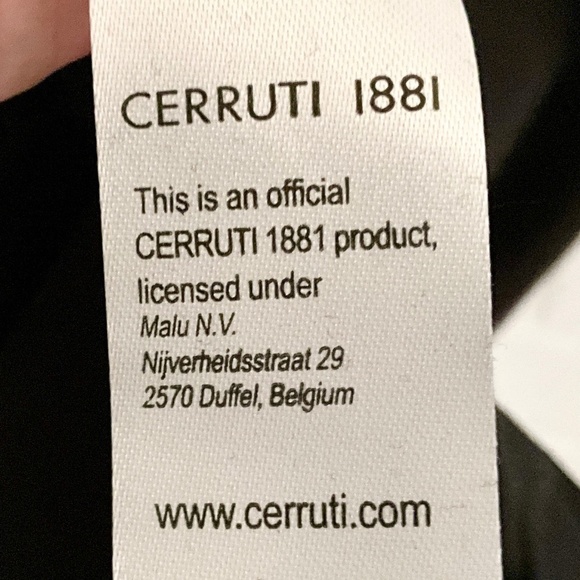 CERRUTI 1881
This is an official
CERRUTI 1881 product,
licensed under
Malu N.V.
Nijverheidsstraat 29
2570 Duffel, Belgium
www.cerruti.com